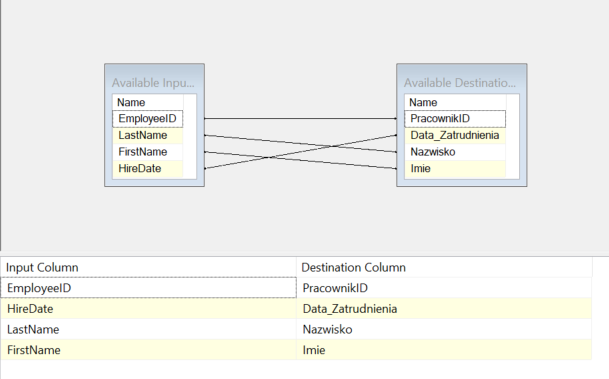 Available Inpu...
Name
EmployeeID
LastName
FirstName
HireDate
Available Destinatio...
Name
PracownikID
Data_Zatrudnienia
Nazwisko
Imie
Input Column Destination Column
EmployeeID PracownikID
HireDate Data_Zatrudnienia
LastName Nazwisko
FirstName Imie